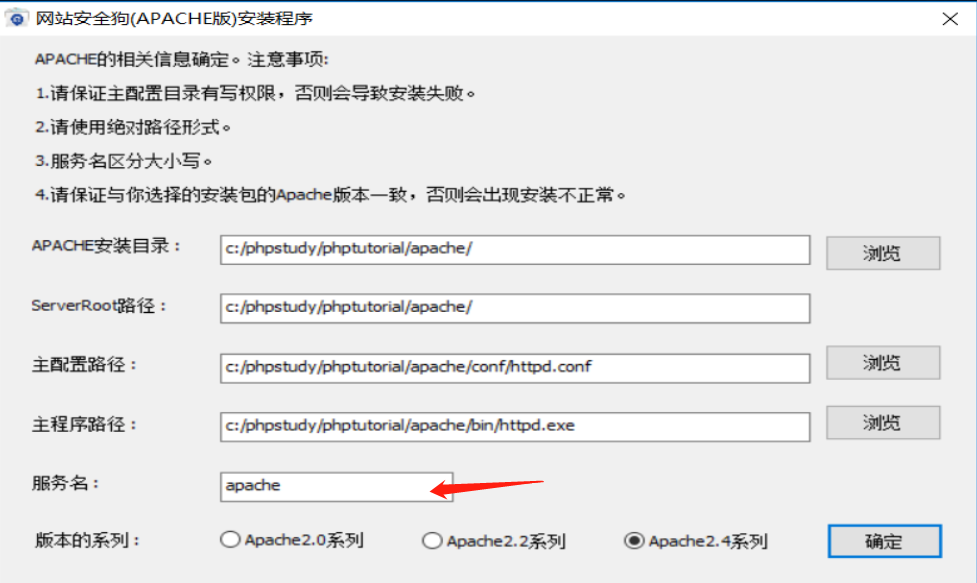 网站安全狗(APACHE版)安装程序
APACHE的相关信息确定。注意事项:
1.请保证主配置目录有写权限，否则会导致安装失败。
2.请使用绝对路径形式。
3.服务名区分大小写。
4.请保证与你选择的安装包的Apache版本一致，否则会出现安装不正常。
APACHE安装目录： c:/phpstudy/phptutorial/apache/ 浏览
ServerRoot路径： c:/phpstudy/phptutorial/apache/
主配置路径： c:/phpstudy/phptutorial/apache/conf/httpd.conf 浏览
主程序路径： c:/phpstudy/phptutorial/apache/bin/httpd.exe 浏览
服务名： apache
版本的系列： Apache2.0系列 Apache2.2系列 Apache2.4系列 确定